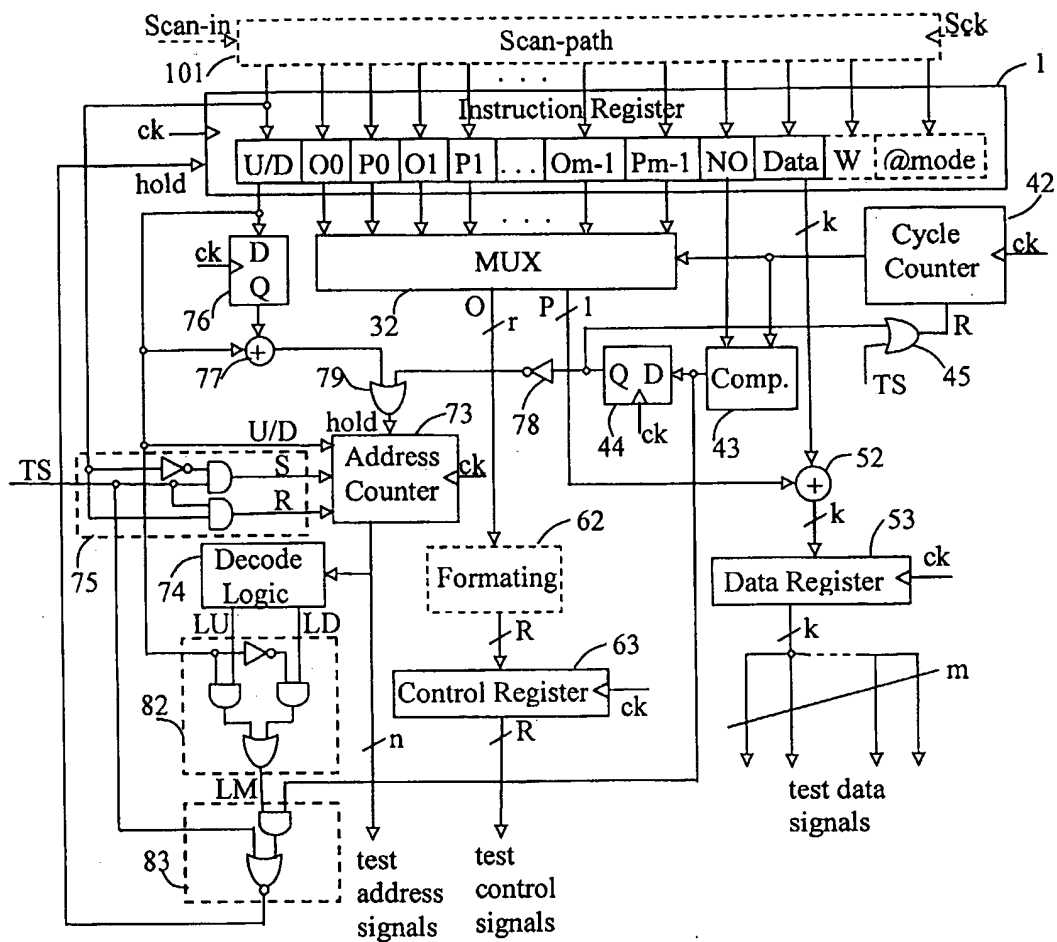 Scan-in
Scan-path
Sck
101
1
Instruction Register
ck
hold
U/D O0 P0 O1 P1 . . . Om-1 Pm-1 NO Data W @mode
. . .
42
ck
D
Q
76
. . .
MUX
k
Cycle
Counter
ck
32
O
r
P
1
R
+
77
79
78
Q D
44
ck
Comp.
43
TS
45
hold
73
U/D
Address
Counter
ck
TS
S
R
75
+
52
k
62
53
74
Decode
Logic
Formating
Data Register
ck
LU
LD
R
k
63
Control Register
ck
m
82
n
R
LM
test data
signals
83
test
address
signals
test
control
signals